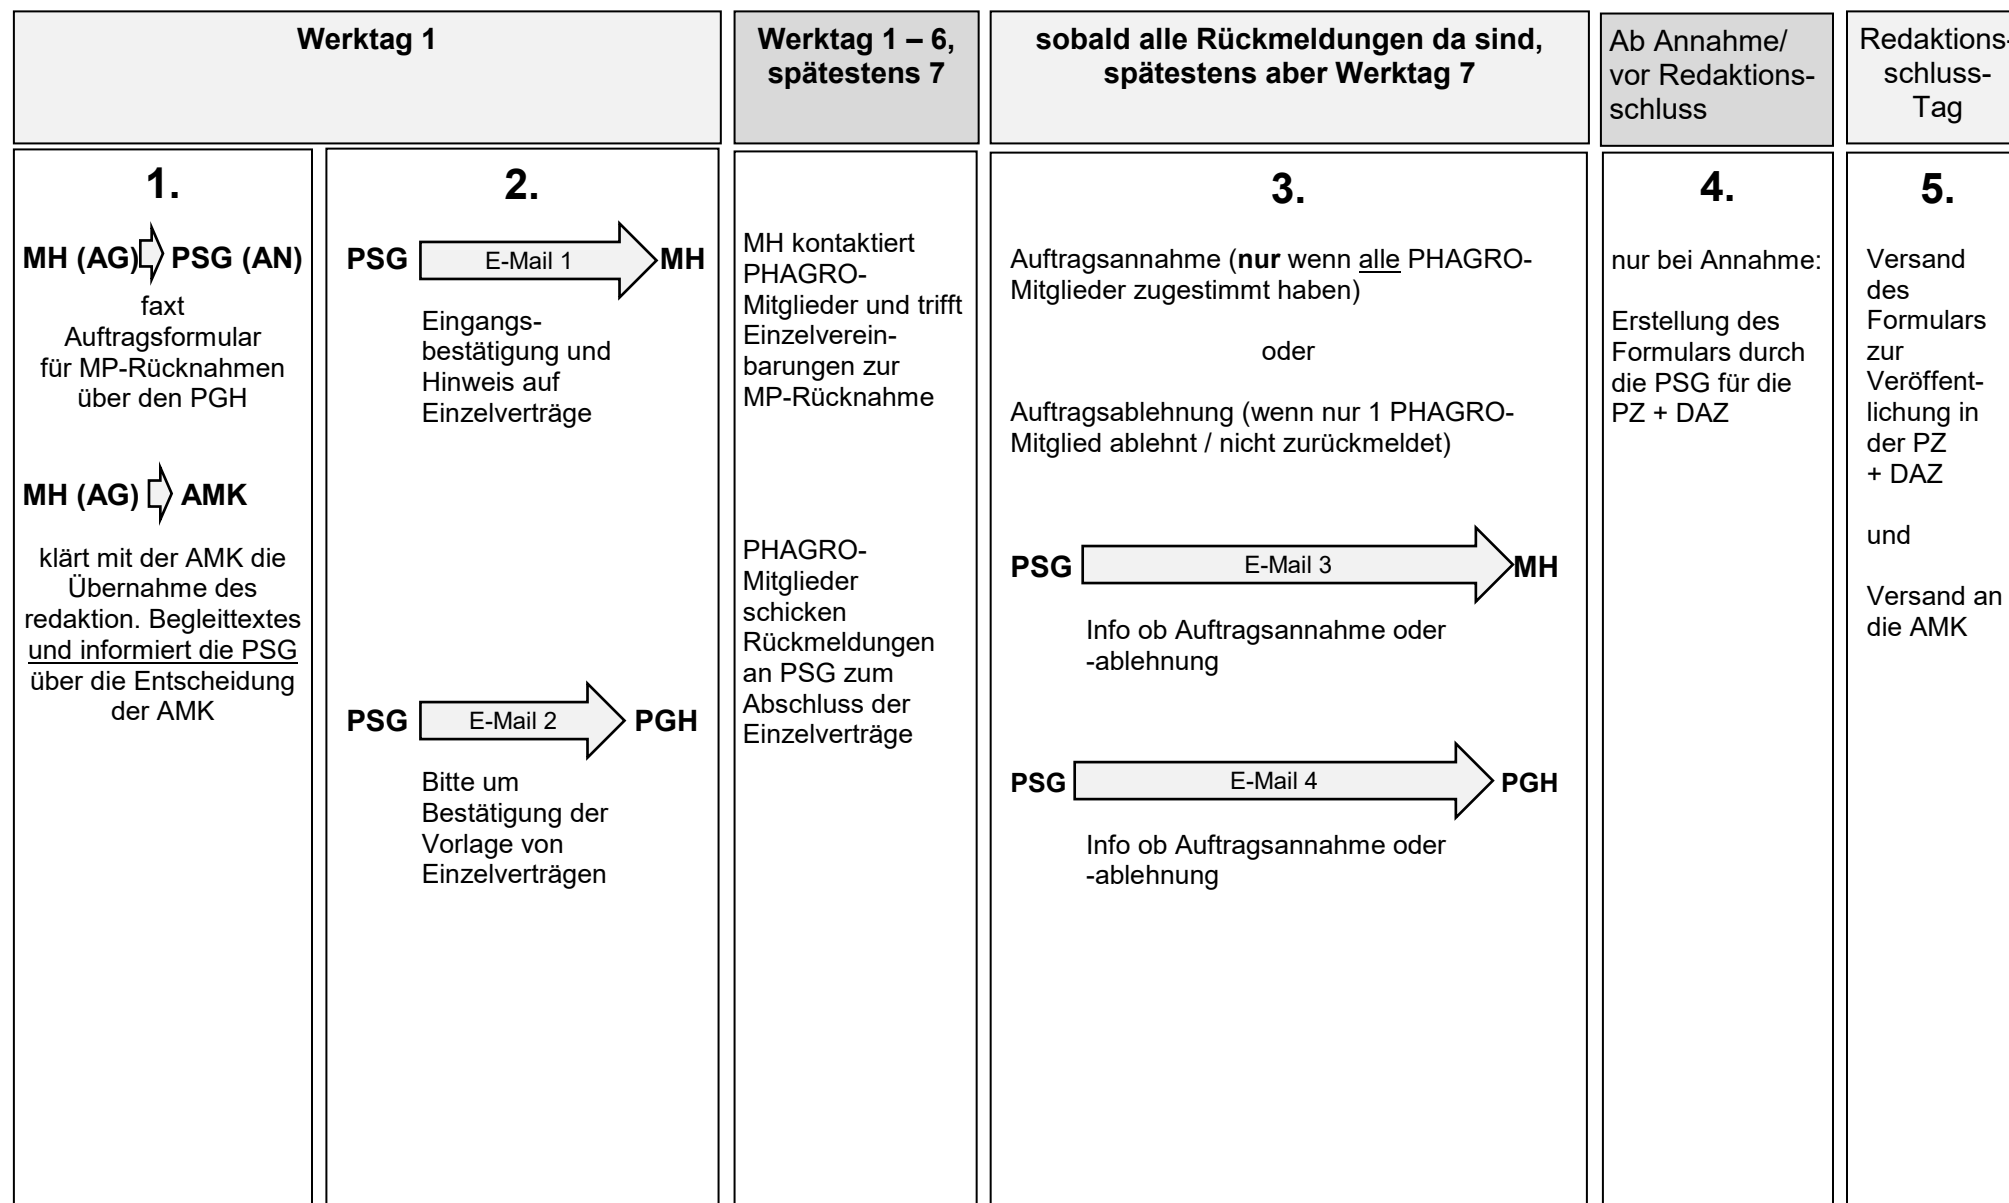 Werktag 1
Werktag 1 – 6,
spätestens 7
sobald alle Rückmeldungen da sind,
spätestens aber Werktag 7
Ab Annahme/
vor Redaktions-
schluss
Redaktions-
schluss-
Tag
1.
MH (AG) PSG (AN)
faxt
Auftragsformular
für MP-Rücknahmen
über den PGH
MH (AG) AMK
klärt mit der AMK die
Übernahme des
redaktion. Begleittextes
und informiert die PSG
über die Entscheidung
der AMK
2.
PSG E-Mail 1 MH
Eingangs-
bestätigung und
Hinweis auf
Einzelverträge
PSG E-Mail 2 PGH
Bitte um
Bestätigung der
Vorlage von
Einzelverträgen
MH kontaktiert
PHAGRO-
Mitglieder und trifft
Einzelverein-
barungen zur
MP-Rücknahme
PHAGRO-
Mitglieder
schicken
Rückmeldungen
an PSG zum
Abschluss der
Einzelverträge
3.
Auftragsannahme (nur wenn alle PHAGRO-
Mitglieder zugestimmt haben)
oder
Auftragsablehnung (wenn nur 1 PHAGRO-
Mitglied ablehnt / nicht zurückmeldet)
PSG E-Mail 3 MH
Info ob Auftragsannahme oder
-ablehnung
PSG E-Mail 4 PGH
Info ob Auftragsannahme oder
-ablehnung
4.
nur bei Annahme:
Erstellung des
Formulars durch
die PSG für die
PZ + DAZ
5.
Versand
des
Formulars
zur
Veröffent-
lichung in
der PZ
+ DAZ
und
Versand an
die AMK